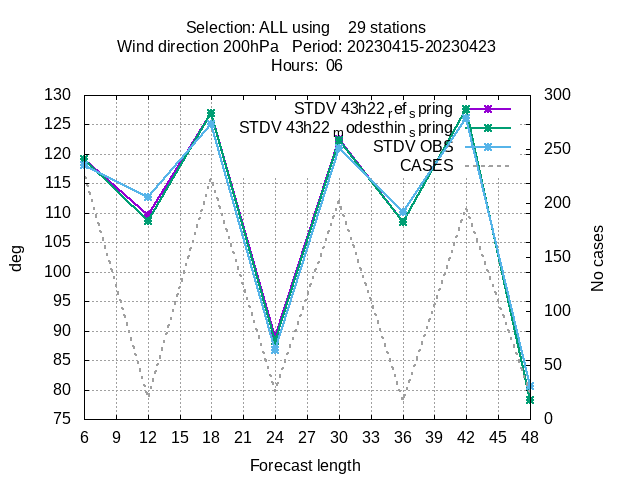 Selection: ALL using    29 stations
Wind direction 200hPa   Period: 20230415-20230423
Hours:  06
STDV 43h22 ref spring
STDV 43h22 modesthin spring
STDV OBS
CASES
130
125
120
115
110
105
100
95
90
85
80
75
deg
300
250
200
150
100
50
0
No cases
6 9 12 15 18 21 24 27 30 33 36 39 42 45 48
Forecast length